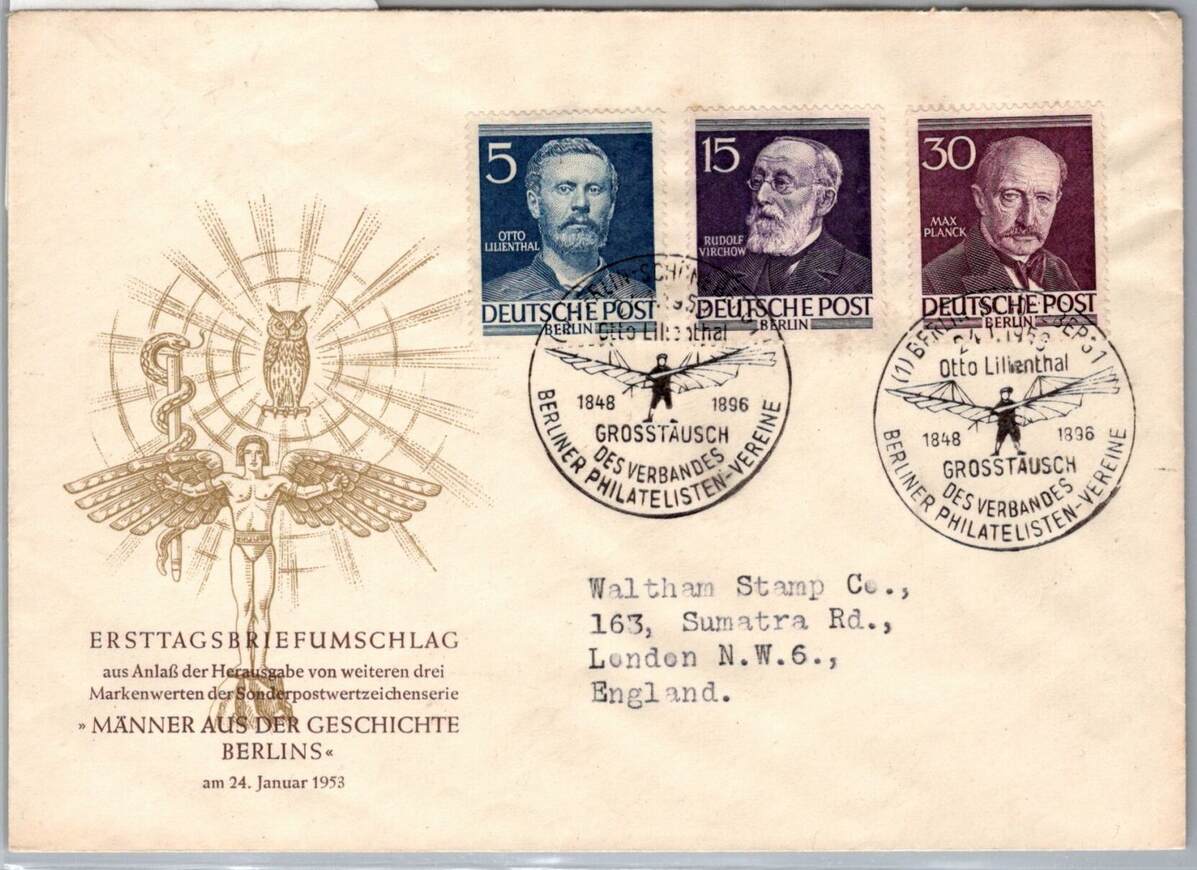 5
OTTO
LILIENTHAL
DEUTSCHE POST
BERLIN
15
RUDOLF
VIRCHOW
DEUTSCHE POST
BERLIN
30
MAX
PLANCK
DEUTSCHE POST
BERLIN
Otto Lilienthal
1848 1896
GROSSTAUSCH
DES VERBANDES
BERLINER PHILATELISTEN-VEREINE
Otto Lilienthal
1848 1896
GROSSTAUSCH
DES VERBANDES
BERLINER PHILATELISTEN-VEREINE
Waltham Stamp Co.,
163, Sumatra Rd.,
London N.W.6.,
England.
ERSTTAGSBRIEFUMSCHLAG
aus Anlaß der Herausgabe von weiteren drei
Markenwerten der Sonderpostwertzeichenserie
» MÄNNER AUS DER GESCHICHTE
BERLINS«
am 24. Januar 1953